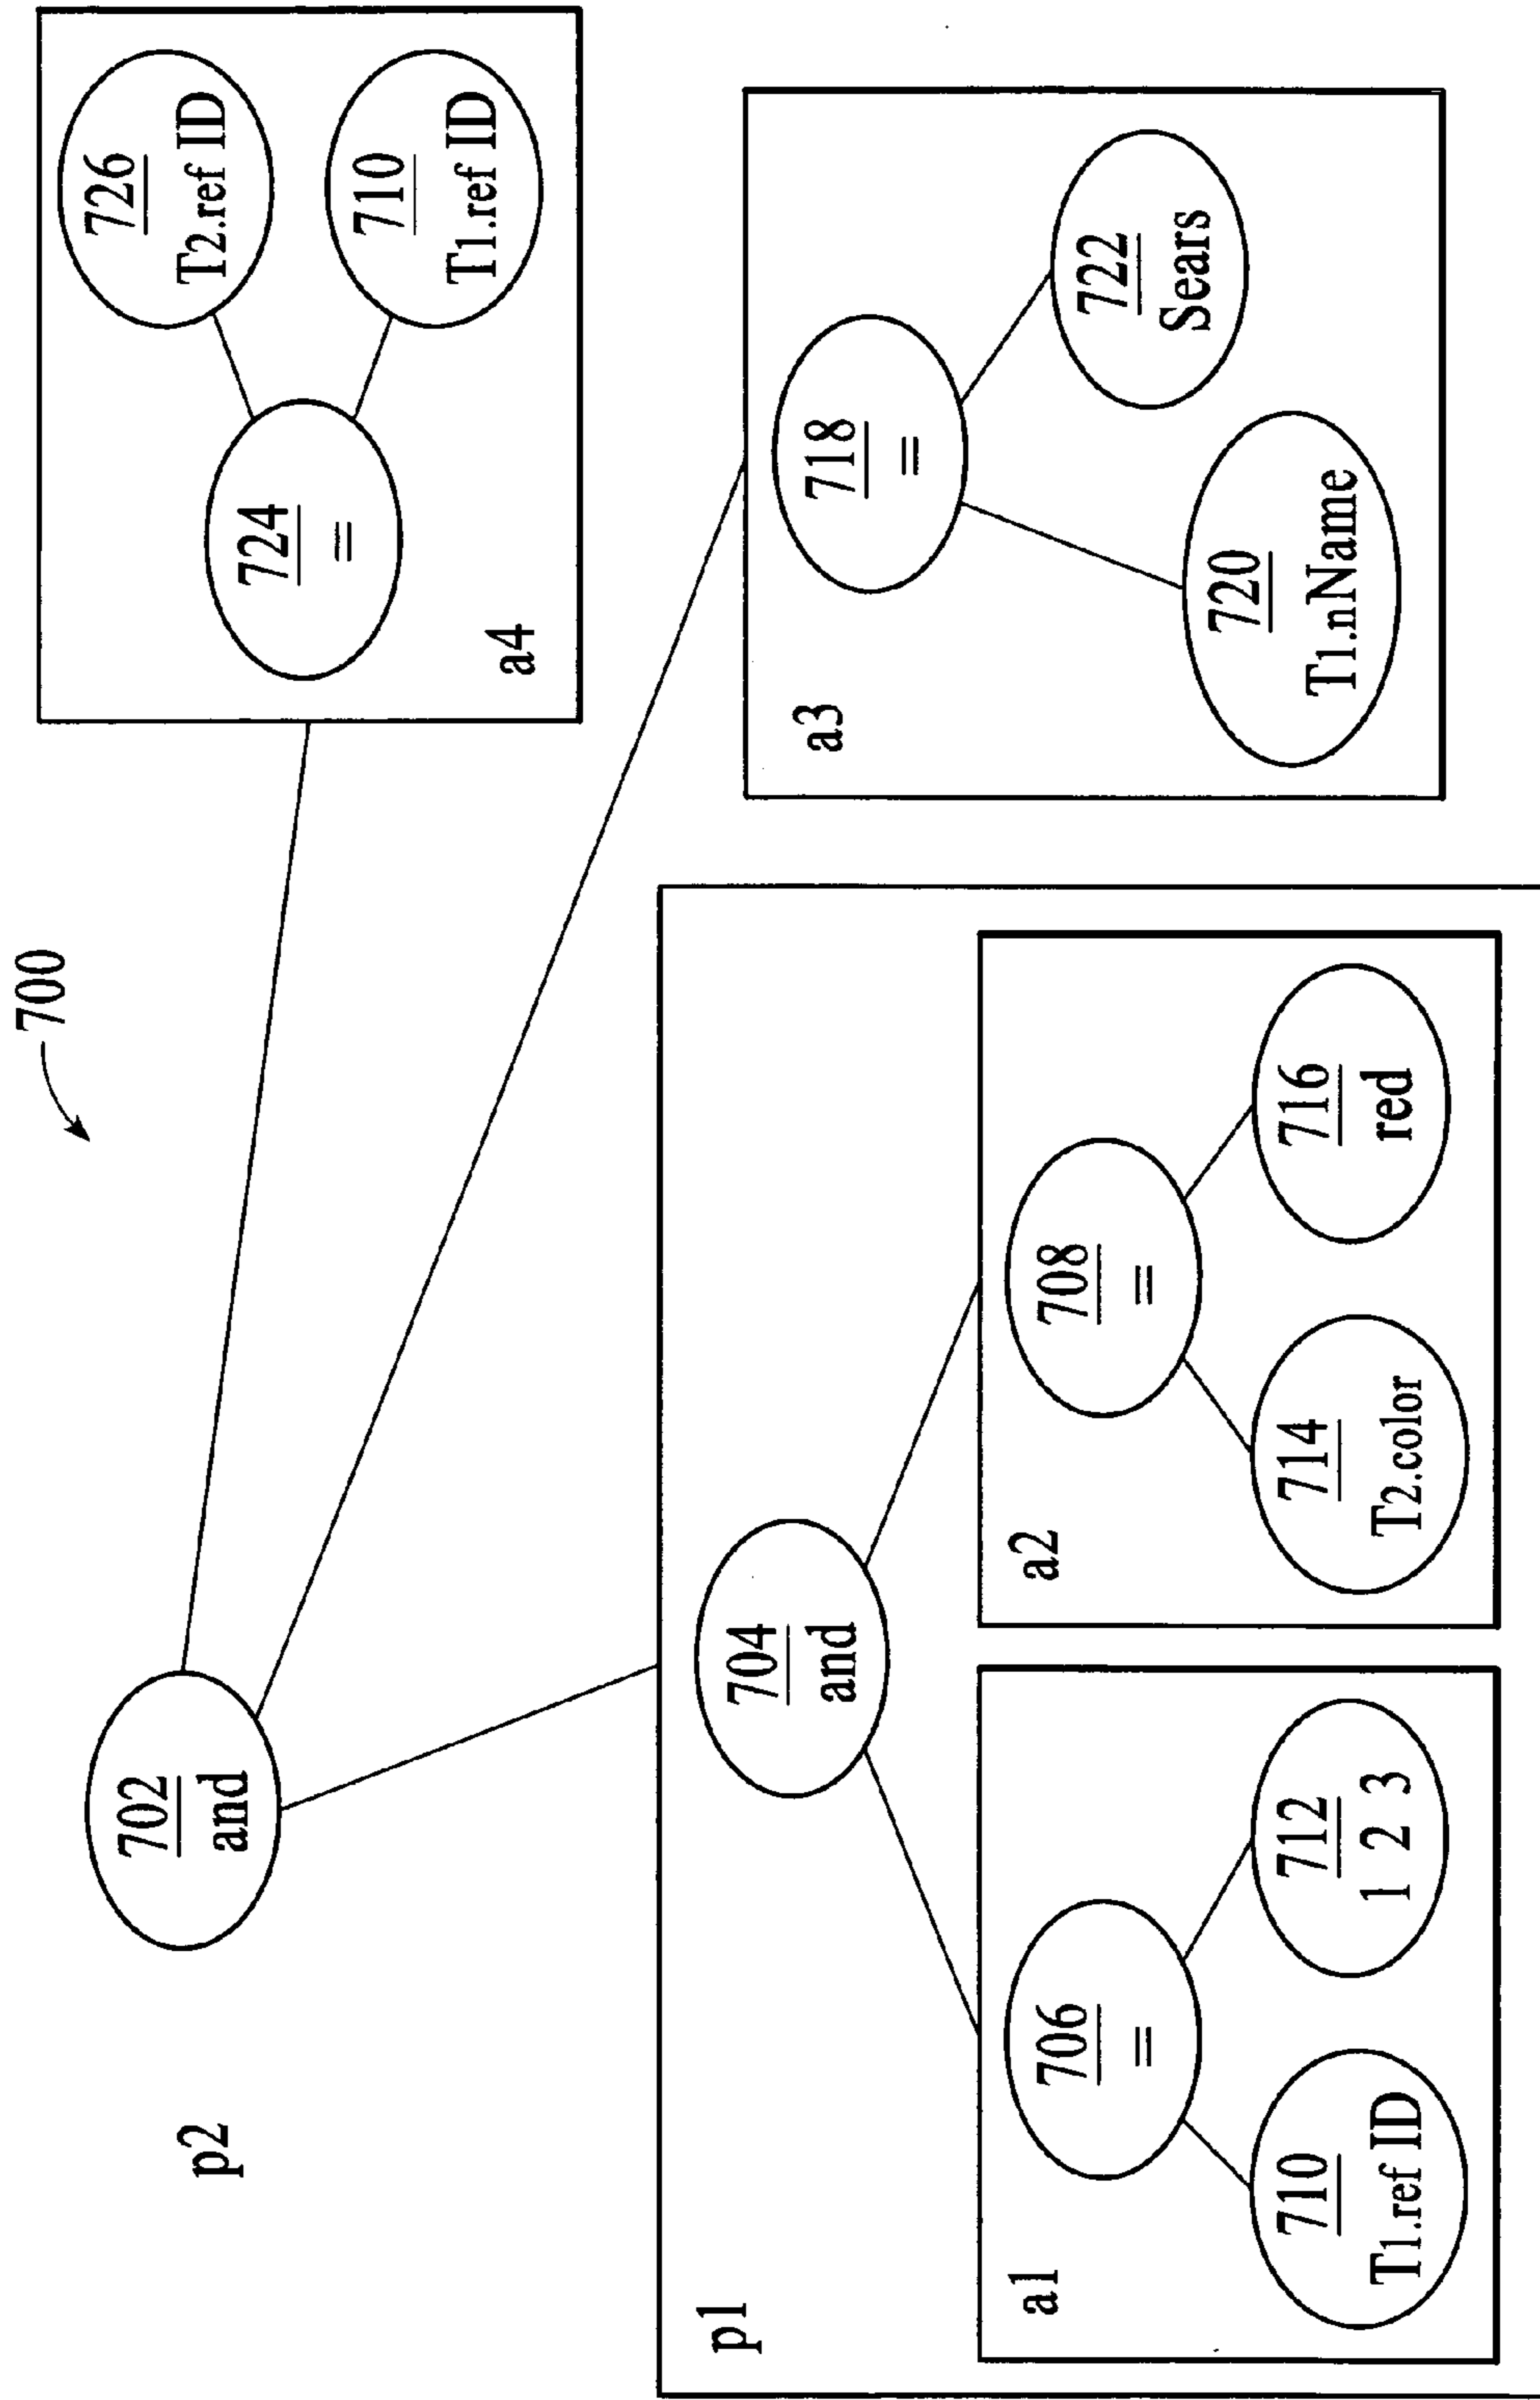 700
702
and
p2
724
=
726
T2.ref ID
710
T1.ref ID
a4
p1
704
and
718
=
722
Sears
720
T1.nName
a3
a1
706
=
710
T1.ref ID
712
1 2 3
a2
708
=
714
T2.color
716
red